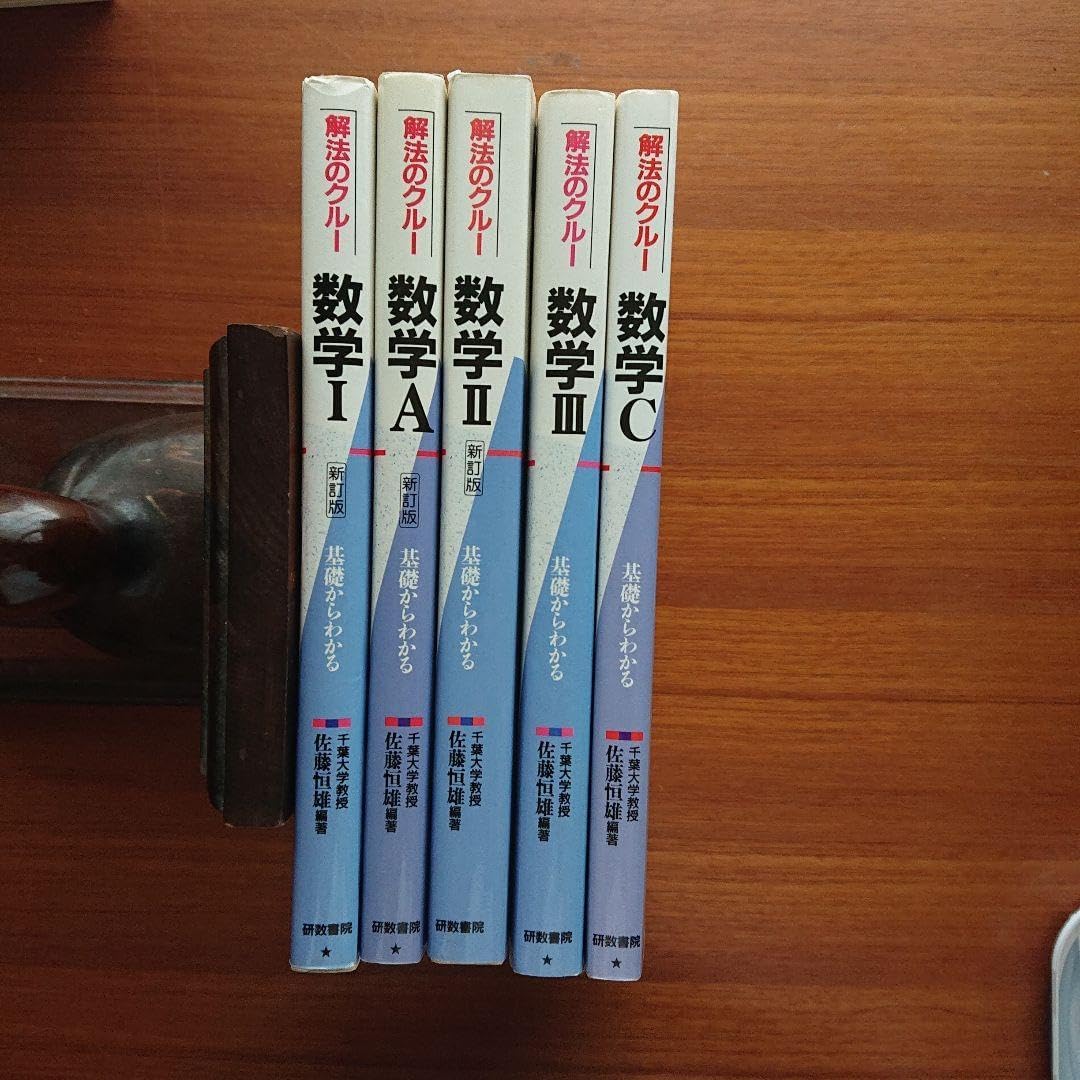 解法のクルー
数学I
新訂版
基礎からわかる
千葉大学教授
佐藤恒雄編著
研数書院
★
解法のクルー
数学A
新訂版
基礎からわかる
千葉大学教授
佐藤恒雄編著
研数書院
★
解法のクルー
数学II
新訂版
基礎からわかる
千葉大学教授
佐藤恒雄編著
研数書院
解法のクルー
数学III
基礎からわかる
千葉大学教授
佐藤恒雄編著
研数書院
★
解法のクルー
数学C
基礎からわかる
千葉大学教授
佐藤恒雄編著
研数書院
★